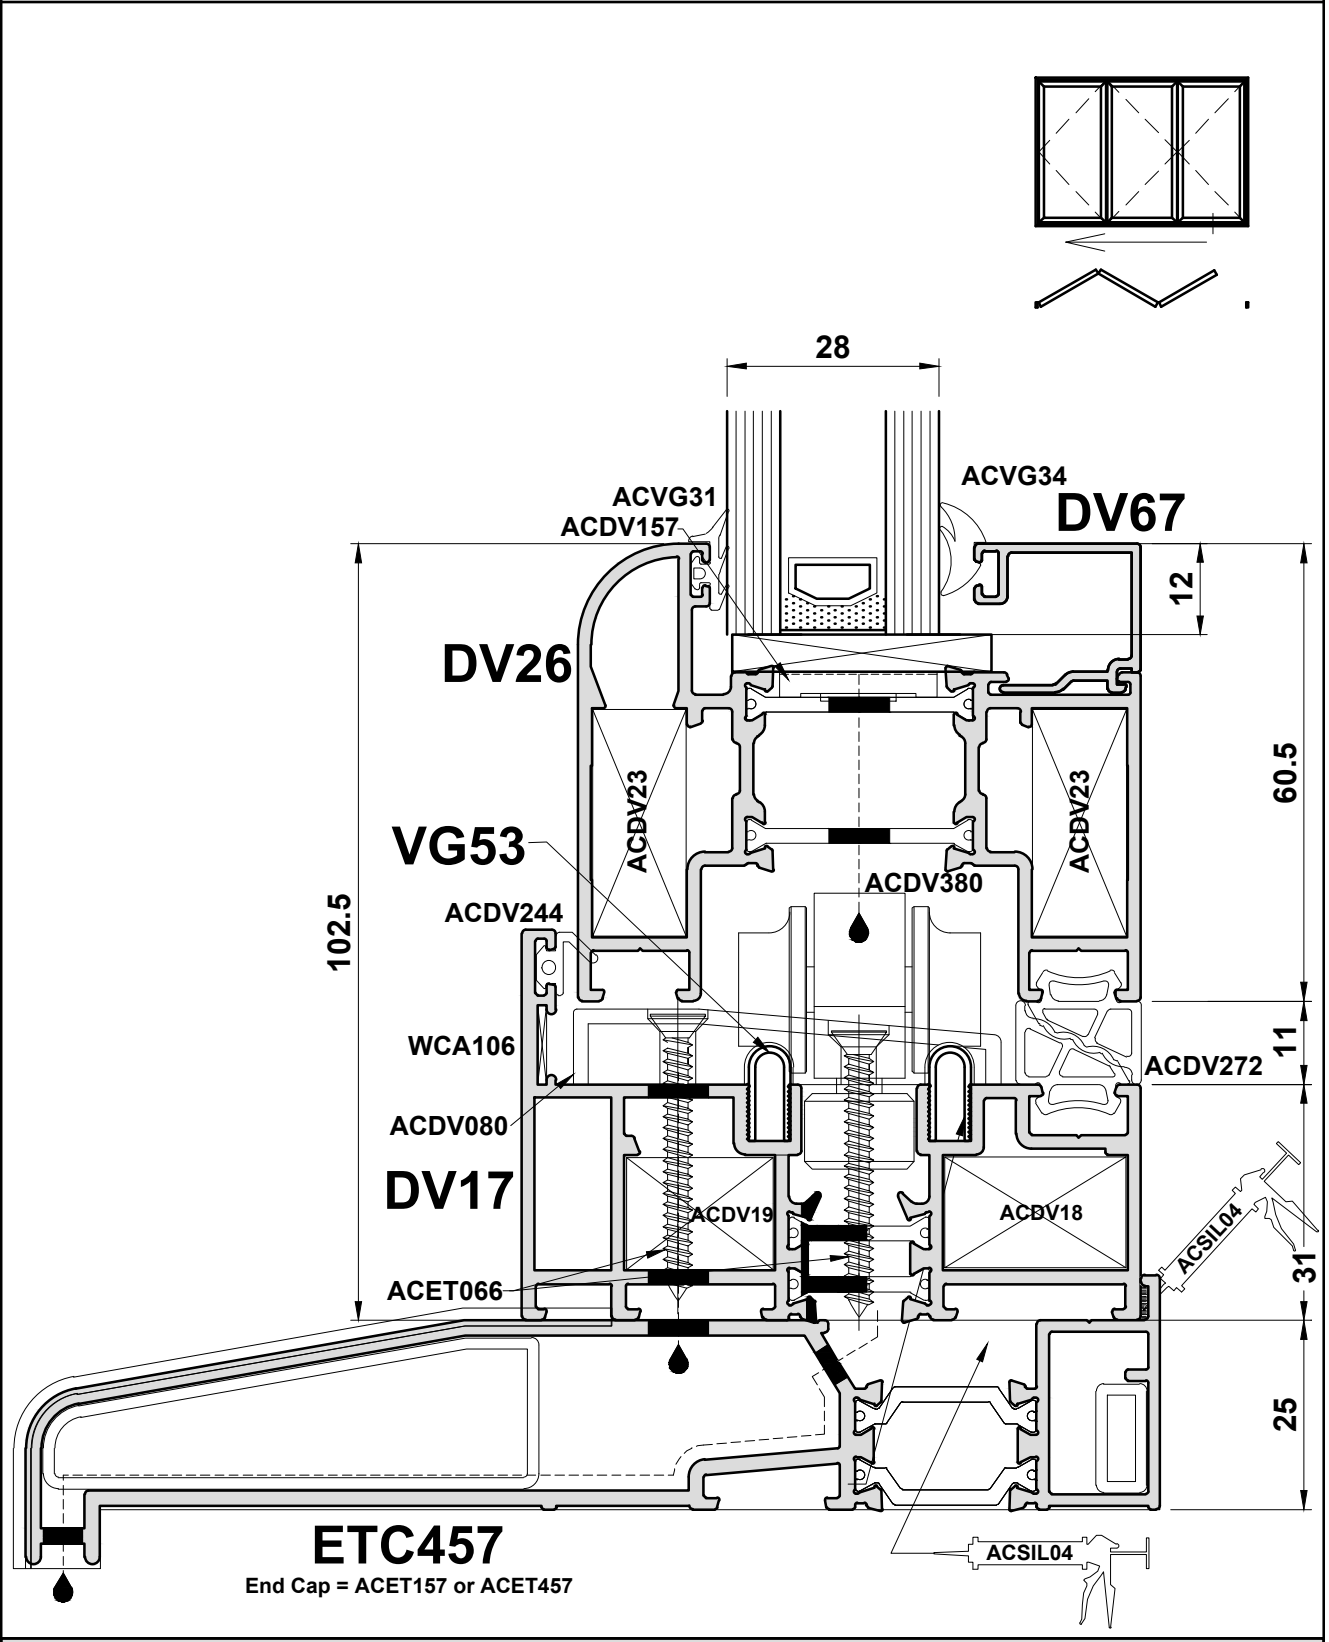 28
ACVG34
ACVG31
DV67
ACDV157
12
DV26
60.5
ACDV23
ACDV23
VG53
ACDV380
ACDV244
102.5
WCA106
11
ACDV272
ACDV080
DV17
ACDV19
ACDV18
ACSIL04
31
ACET066
25
ETC457
ACSIL04
End Cap = ACET157 or ACET457